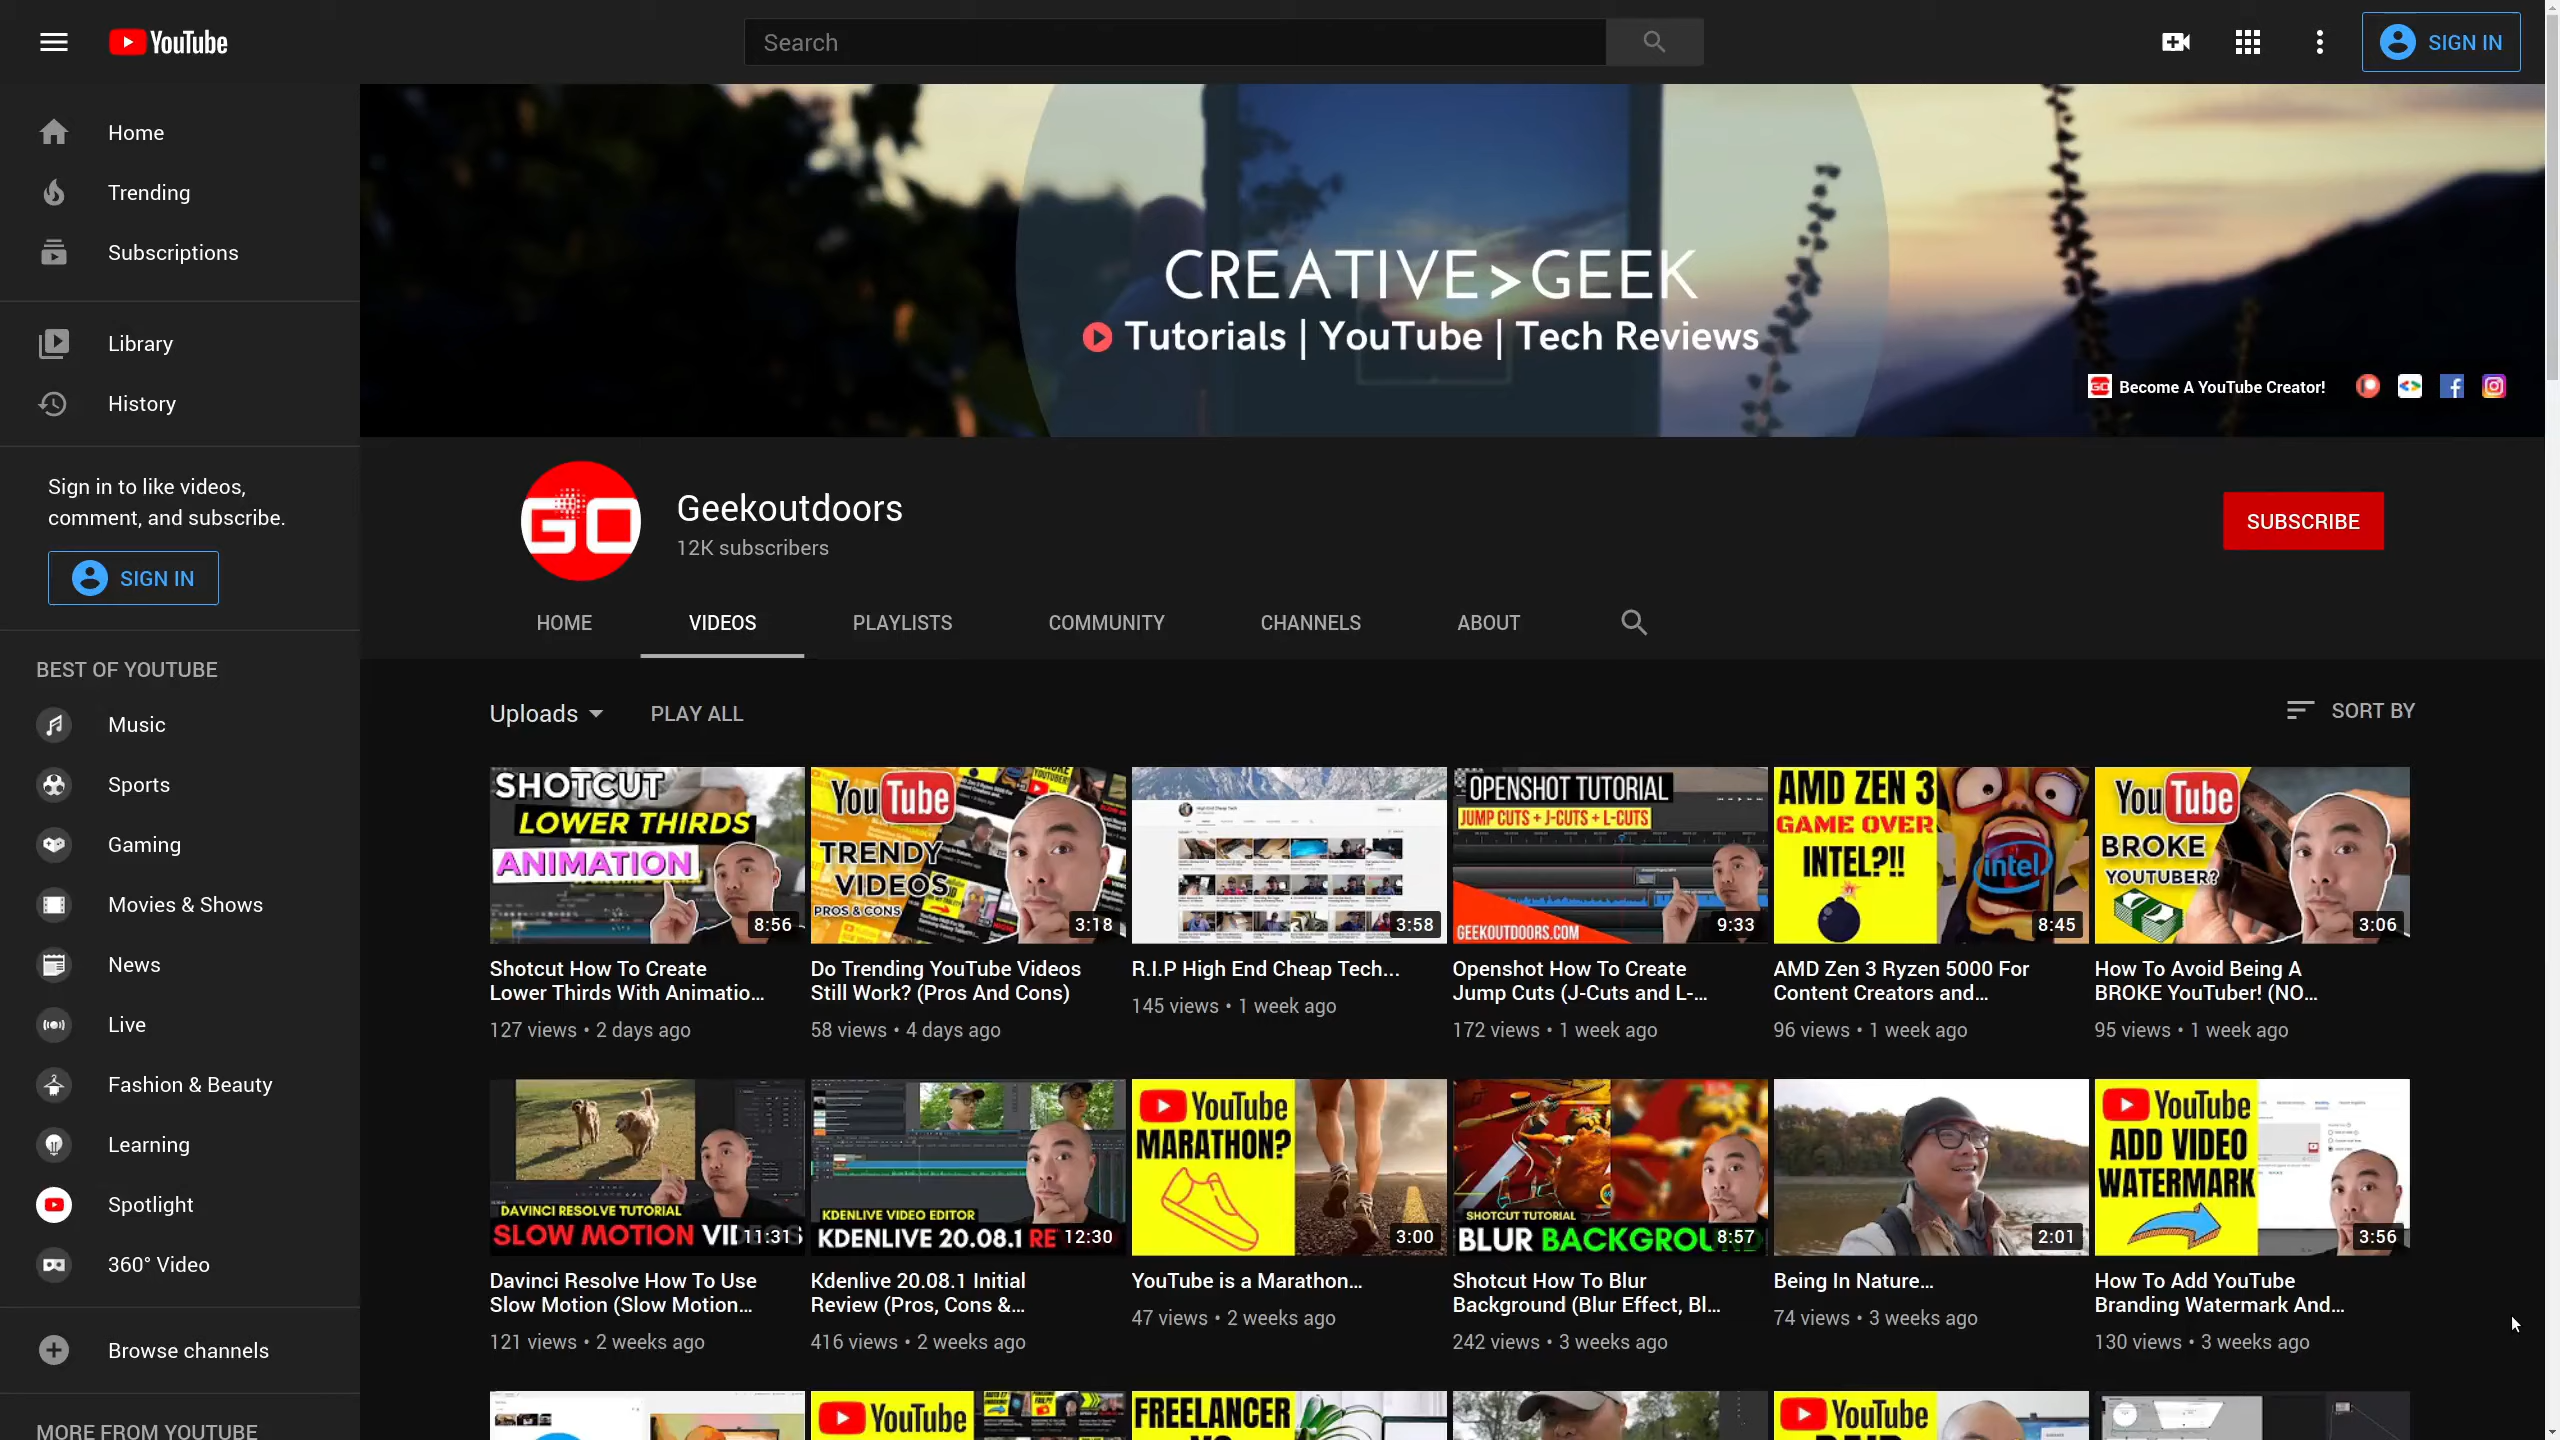 YouTube
Search
SIGN IN
Home
Trending
Subscriptions
Library
History
Sign in to like videos,
comment, and subscribe.
SIGN IN
BEST OF YOUTUBE
Music
Sports
Gaming
Movies & Shows
News
Live
Fashion & Beauty
Learning
Spotlight
360° Video
Browse channels
MORE FROM YOUTUBE
CREATIVE>GEEK
Tutorials | YouTube | Tech Reviews
GO Become A YouTube Creator!
GO
Geekoutdoors
12K subscribers
SUBSCRIBE
HOME VIDEOS PLAYLISTS COMMUNITY CHANNELS ABOUT
Uploads PLAY ALL
SORT BY
SHOTCUT
LOWER THIRDS
ANIMATION
8:56
Shotcut How To Create
Lower Thirds With Animatio...
127 views • 2 days ago
YouTube
TRENDY
VIDEOS
PROS & CONS
3:18
Do Trending YouTube Videos
Still Work? (Pros And Cons)
58 views • 4 days ago
High End Cheap Tech
3:58
R.I.P High End Cheap Tech...
145 views • 1 week ago
OPENSHOT TUTORIAL
JUMP CUTS + J-CUTS + L-CUTS
GEEKOUTDOORS.COM
9:33
Openshot How To Create
Jump Cuts (J-Cuts and L-...
172 views • 1 week ago
AMD ZEN 3
GAME OVER
INTEL?!!
intel
8:45
AMD Zen 3 Ryzen 5000 For
Content Creators and...
96 views • 1 week ago
YouTube
BROKE
YOUTUBER?
3:06
How To Avoid Being A
BROKE YouTuber! (NO...
95 views • 1 week ago
DAVINCI RESOLVE TUTORIAL
SLOW MOTION VIDEOS
11:31
Davinci Resolve How To Use
Slow Motion (Slow Motion...
121 views • 2 weeks ago
KDENLIVE VIDEO EDITOR
KDENLIVE 20.08.1 RE
12:30
Kdenlive 20.08.1 Initial
Review (Pros, Cons &...
416 views • 2 weeks ago
YouTube
MARATHON?
3:00
YouTube is a Marathon...
47 views • 2 weeks ago
SHOTCUT TUTORIAL
BLUR BACKGROUND
8:57
Shotcut How To Blur
Background (Blur Effect, Bl...
242 views • 3 weeks ago
2:01
Being In Nature...
74 views • 3 weeks ago
YouTube
ADD VIDEO
WATERMARK
3:56
How To Add YouTube
Branding Watermark And...
130 views • 3 weeks ago
YouTube
FREELANCER
YouTube